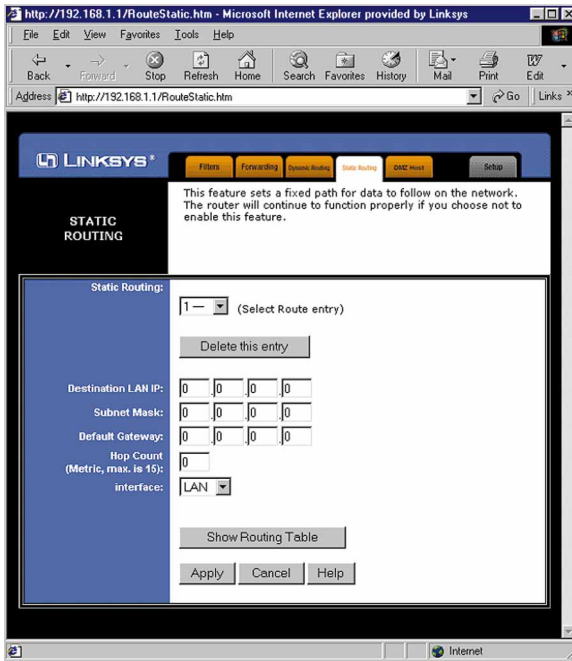 http://192.168.1.1/RouteStatic.htm - Microsoft Internet Explorer provided by Linksys
File Edit View Favorites Tools Help
Back Forward Stop Refresh Home Search Favorites History Mail Print Edit
Address http://192.168.1.1/RouteStatic.htm Go Links »
LINKSYS®
Filters Forwarding Dynamic Routing Static Routing DMZ Host Setup
STATIC
ROUTING
This feature sets a fixed path for data to follow on the network.
The router will continue to function properly if you choose not to
enable this feature.
Static Routing:
1 — (Select Route entry)
Delete this entry
Destination LAN IP: 0 .0 .0 .0
Subnet Mask: 0 .0 .0 .0
Default Gateway: 0 .0 .0 .0
Hop Count
(Metric, max. is 15): 0
interface: LAN
Show Routing Table
Apply Cancel Help
Internet